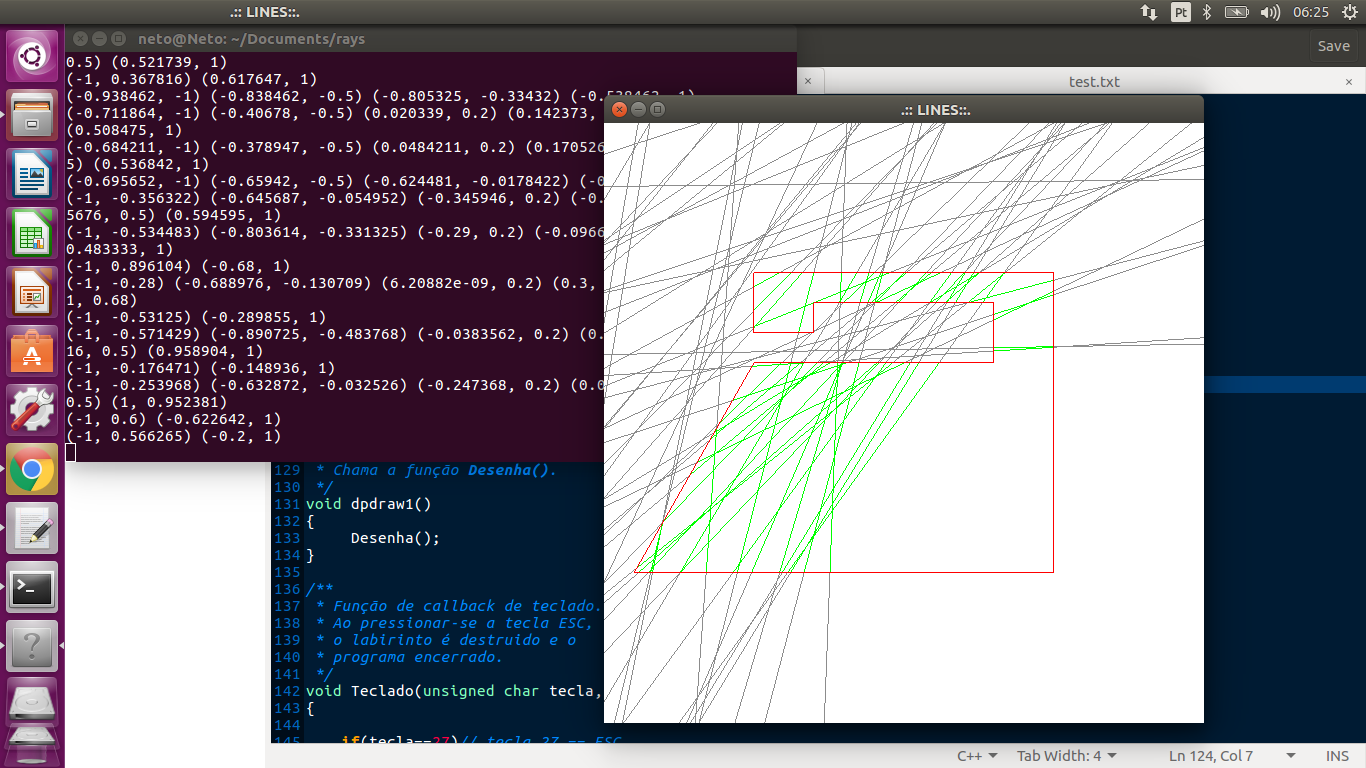 .:: LINES::.
Pt
06:25
neto@Neto: ~/Documents/rays
Save
0.5) (0.521739, 1)
(-1, 0.367816) (0.617647, 1)
(-0.938462, -1) (-0.838462, -0.5) (-0.805325, -0.33432) (-0.538462, 1)
(-0.711864, -1) (-0.40678, -0.5) (0.020339, 0.2) (0.142373,
(0.508475, 1)
(-0.684211, -1) (-0.378947, -0.5) (0.0484211, 0.2) (0.170526
5) (0.536842, 1)
(-0.695652, -1) (-0.65942, -0.5) (-0.624481, -0.0178422) (-0
(-1, -0.356322) (-0.645687, -0.054952) (-0.345946, 0.2) (-0.
5676, 0.5) (0.594595, 1)
(-1, -0.534483) (-0.803614, -0.331325) (-0.29, 0.2) (-0.0966
0.483333, 1)
(-1, 0.896104) (-0.68, 1)
(-1, -0.28) (-0.688976, -0.130709) (6.20882e-09, 0.2) (0.3,
1, 0.68)
(-1, -0.53125) (-0.289855, 1)
(-1, -0.571429) (-0.890725, -0.483768) (-0.0383562, 0.2) (0.
16, 0.5) (0.958904, 1)
(-1, -0.176471) (-0.148936, 1)
(-1, -0.253968) (-0.632872, -0.032526) (-0.247368, 0.2) (0.0
0.5) (1, 0.952381)
(-1, 0.6) (-0.622642, 1)
(-1, 0.566265) (-0.2, 1)
× test.txt ×
.:: LINES::.
129 * Chama a função Desenha().
130 */
131 void dpdraw1()
132 {
133 Desenha();
134 }
135
136 /**
137 * Função de callback de teclado.
138 * Ao pressionar-se a tecla ESC,
139 * o labirinto é destruido e o
140 * programa encerrado.
141 */
142 void Teclado(unsigned char tecla,
143 {
144
145 if(tecla==27)// tecla 27 == ESC
C++ Tab Width: 4 Ln 124, Col 7 INS